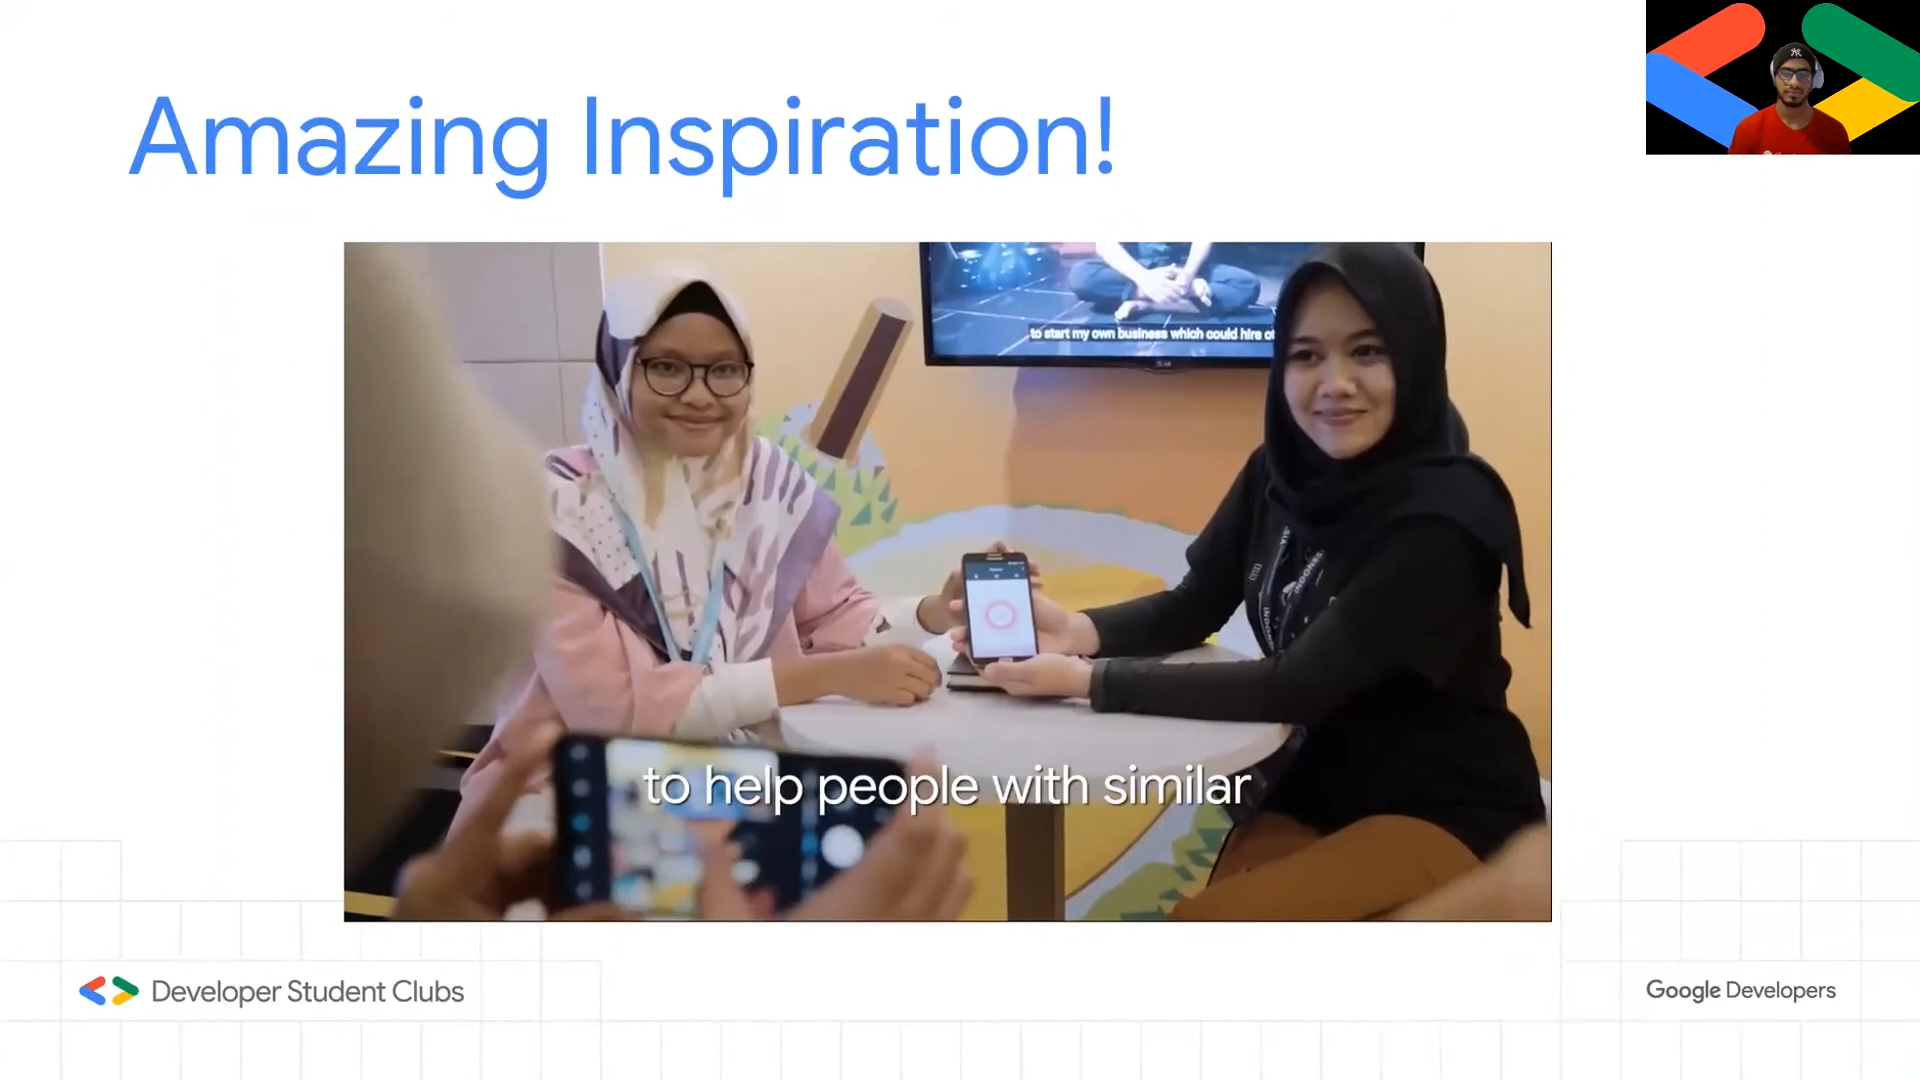 Amazing Inspiration!
to start my own business which could hire
INDONESIA
to help people with similar
Developer Student Clubs
Google Developers